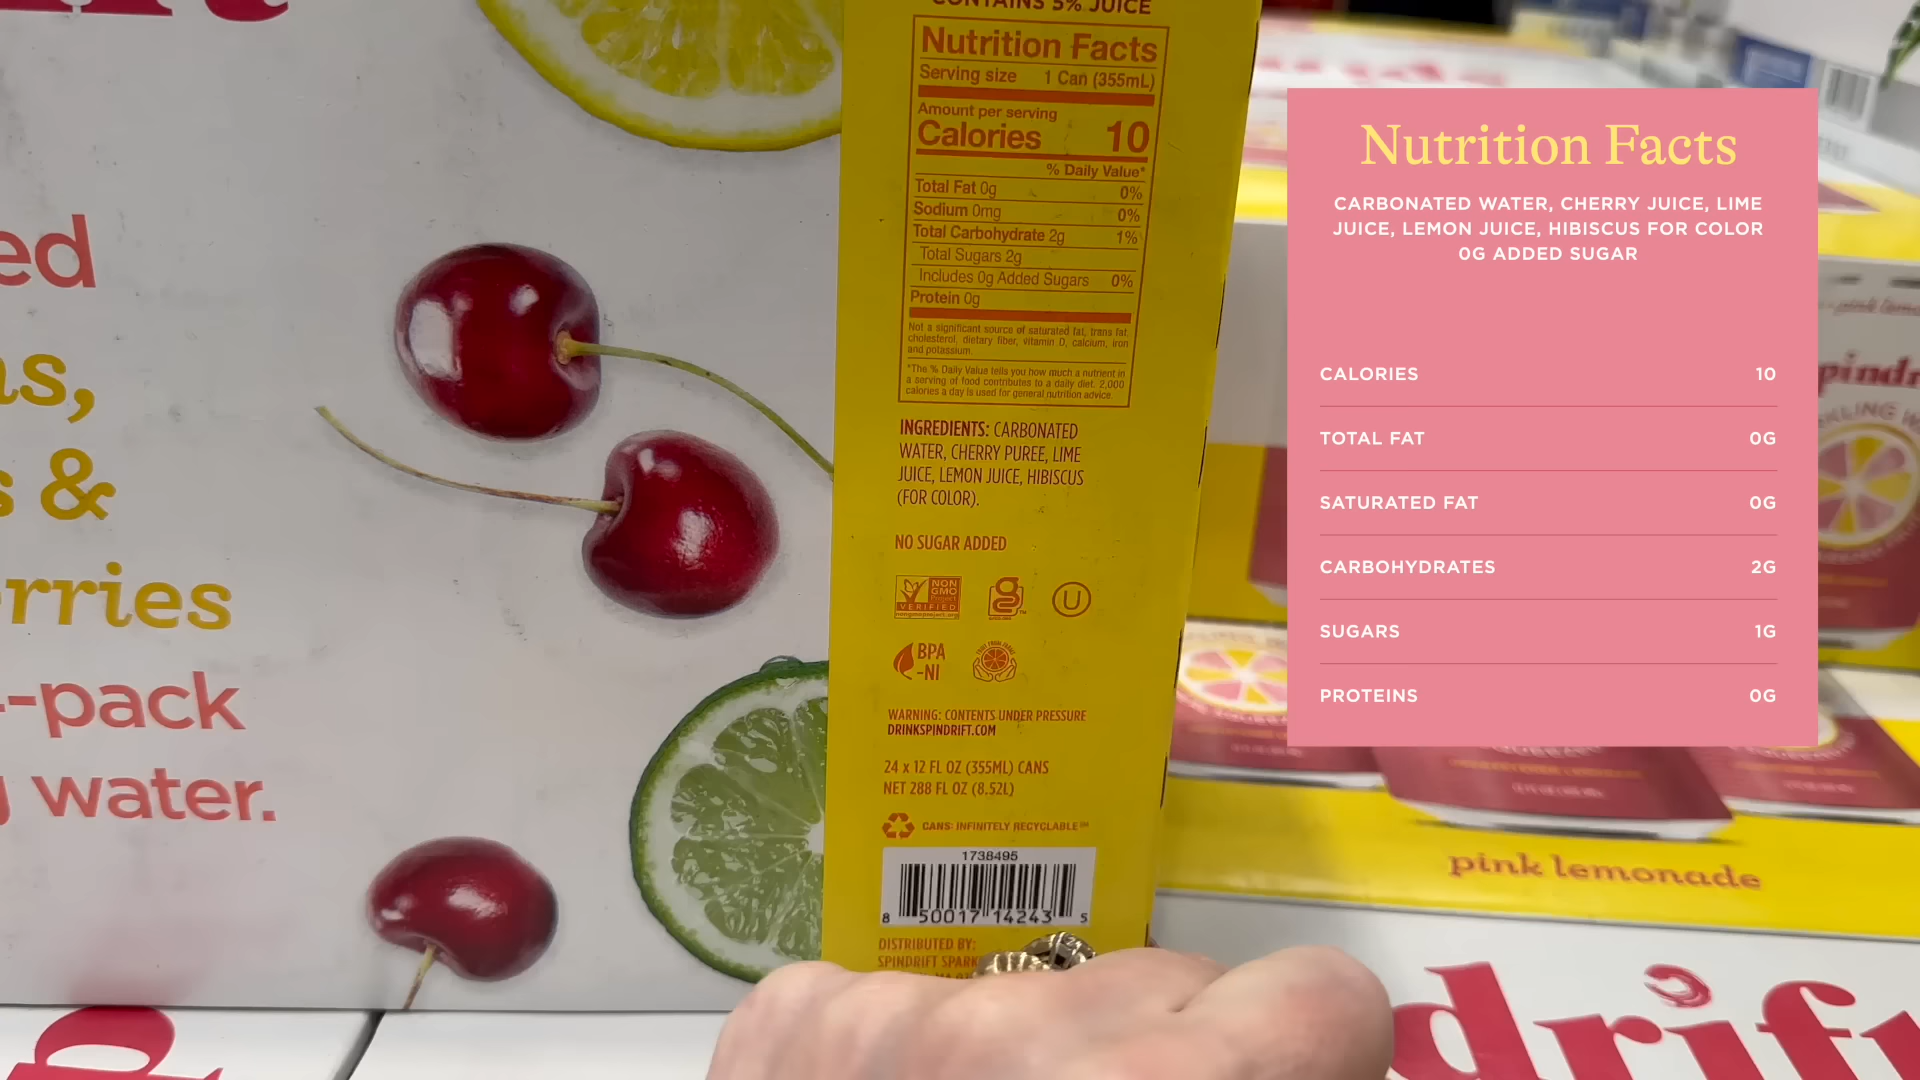 ed
&
rries
-pack
water.
CONTAINS 5% JUICE
Nutrition Facts
Serving size 1 Can (355mL)
Amount per serving
Calories 10
% Daily Value*
Total Fat 0g 0%
Sodium 0mg 0%
Total Carbohydrate 2g 1%
Total Sugars 2g
Includes 0g Added Sugars 0%
Protein 0g
Not a significant source of saturated fat, trans fat,
cholesterol, dietary fiber, vitamin D, calcium, iron
and potassium.
*The % Daily Value tells you how much a nutrient in
a serving of food contributes to a daily diet. 2,000
calories a day is used for general nutrition advice
INGREDIENTS: CARBONATED
WATER, CHERRY PUREE, LIME
JUICE, LEMON JUICE, HIBISCUS
(FOR COLOR).
NO SUGAR ADDED
NON
GMO
Project
VERIFIED
nongmoproject.org
U
BPA
-NI
WARNING: CONTENTS UNDER PRESSURE
DRINKSPINDRIFT.COM
24 x 12 FL OZ (355ML) CANS
NET 288 FL OZ (8.52L)
CANS: INFINITELY RECYCLABLE™
1738495
8 50017 14243 5
DISTRIBUTED BY:
SPINDRIFT SPARK
Nutrition Facts
CARBONATED WATER, CHERRY JUICE, LIME
JUICE, LEMON JUICE, HIBISCUS FOR COLOR
0G ADDED SUGAR
CALORIES 10
TOTAL FAT 0G
SATURATED FAT 0G
CARBOHYDRATES 2G
SUGARS 1G
PROTEINS 0G
pindr
pink lemonade
drif